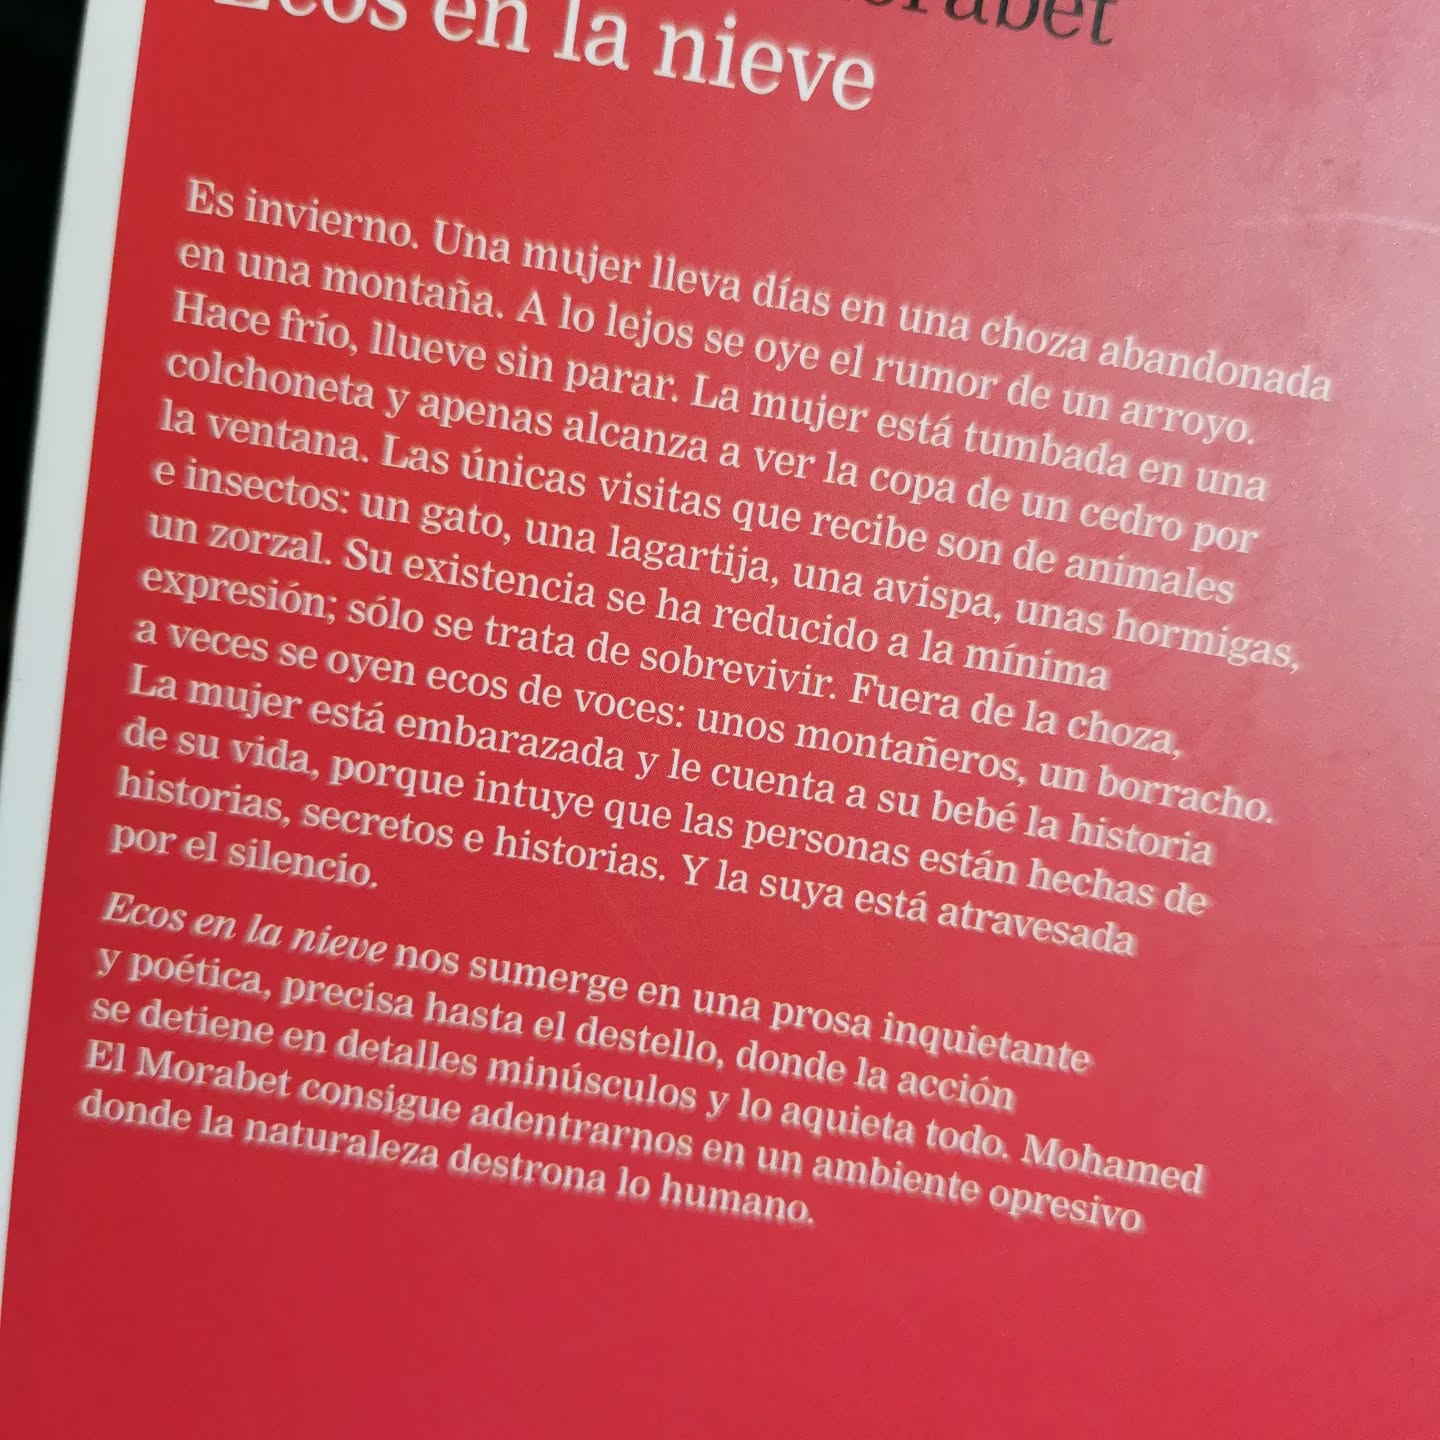 Morabet
Ecos en la nieve
Es invierno. Una mujer lleva días en una choza abandonada
en una montaña. A lo lejos se oye el rumor de un arroyo.
Hace frío, llueve sin parar. La mujer está tumbada en una
colchoneta y apenas alcanza a ver la copa de un cedro por
la ventana. Las únicas visitas que recibe son de animales
e insectos: un gato, una lagartija, una avispa, unas hormigas,
un zorzal. Su existencia se ha reducido a la mínima
expresión; sólo se trata de sobrevivir. Fuera de la choza,
a veces se oyen ecos de voces: unos montañeros, un borracho.
La mujer está embarazada y le cuenta a su bebé la historia
de su vida, porque intuye que las personas están hechas de
historias, secretos e historias. Y la suya está atravesada
por el silencio.
Ecos en la nieve nos sumerge en una prosa inquietante
y poética, precisa hasta el destello, donde la acción
se detiene en detalles minúsculos y lo aquieta todo. Mohamed
El Morabet consigue adentrarnos en un ambiente opresivo
donde la naturaleza destrona lo humano.